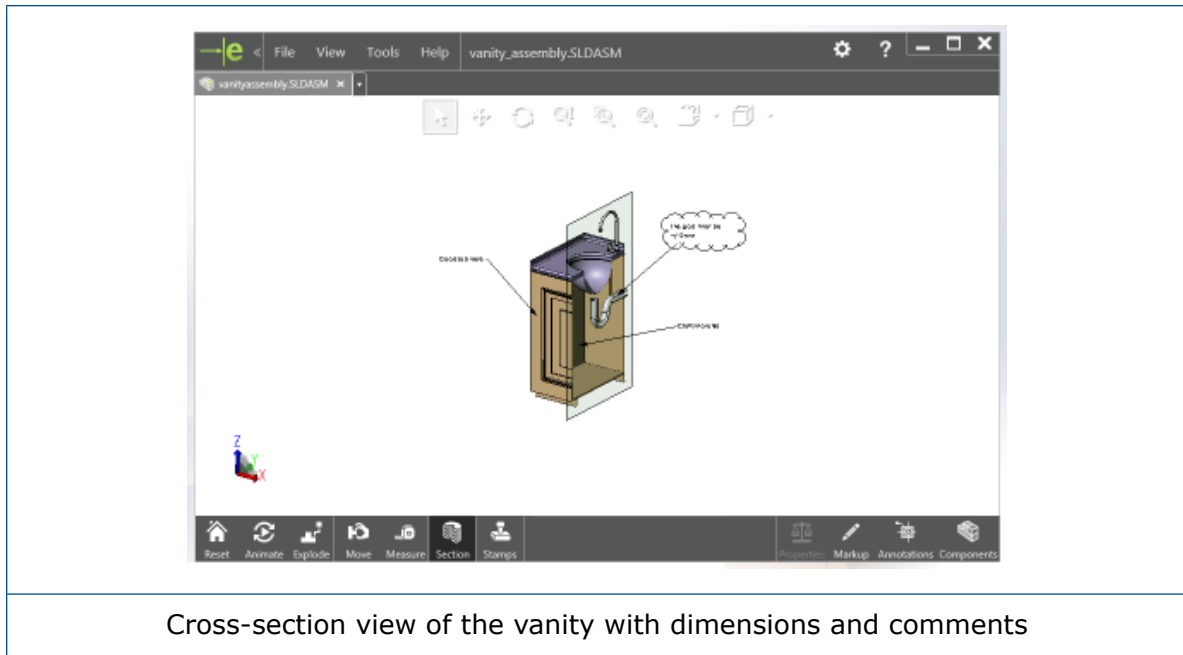 e « File View Tools Help vanity_assembly.SLDASM ?
vanityassembly.SLDASM
Z
Y
X
Reset Animate Explode Move Measure Section Stamps Properties Markup Annotations Components
Cross-section view of the vanity with dimensions and comments